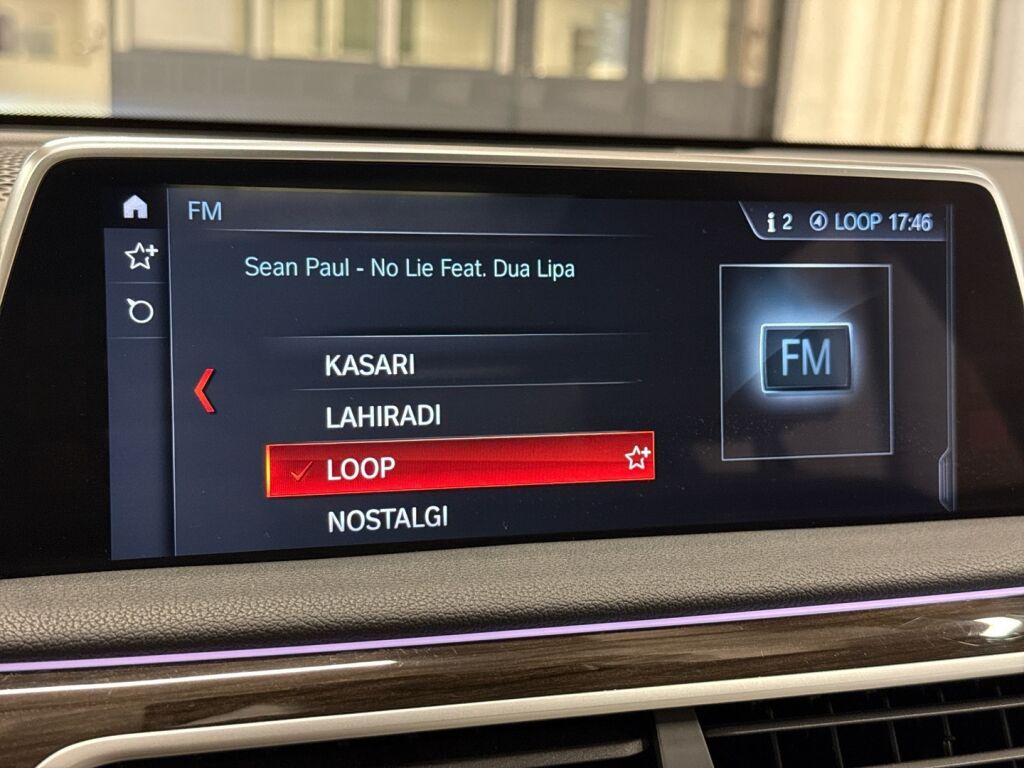 FM
i 2 LOOP 17:46
Sean Paul - No Lie Feat. Dua Lipa
FM
KASARI
LAHIRADI
LOOP
NOSTALGI